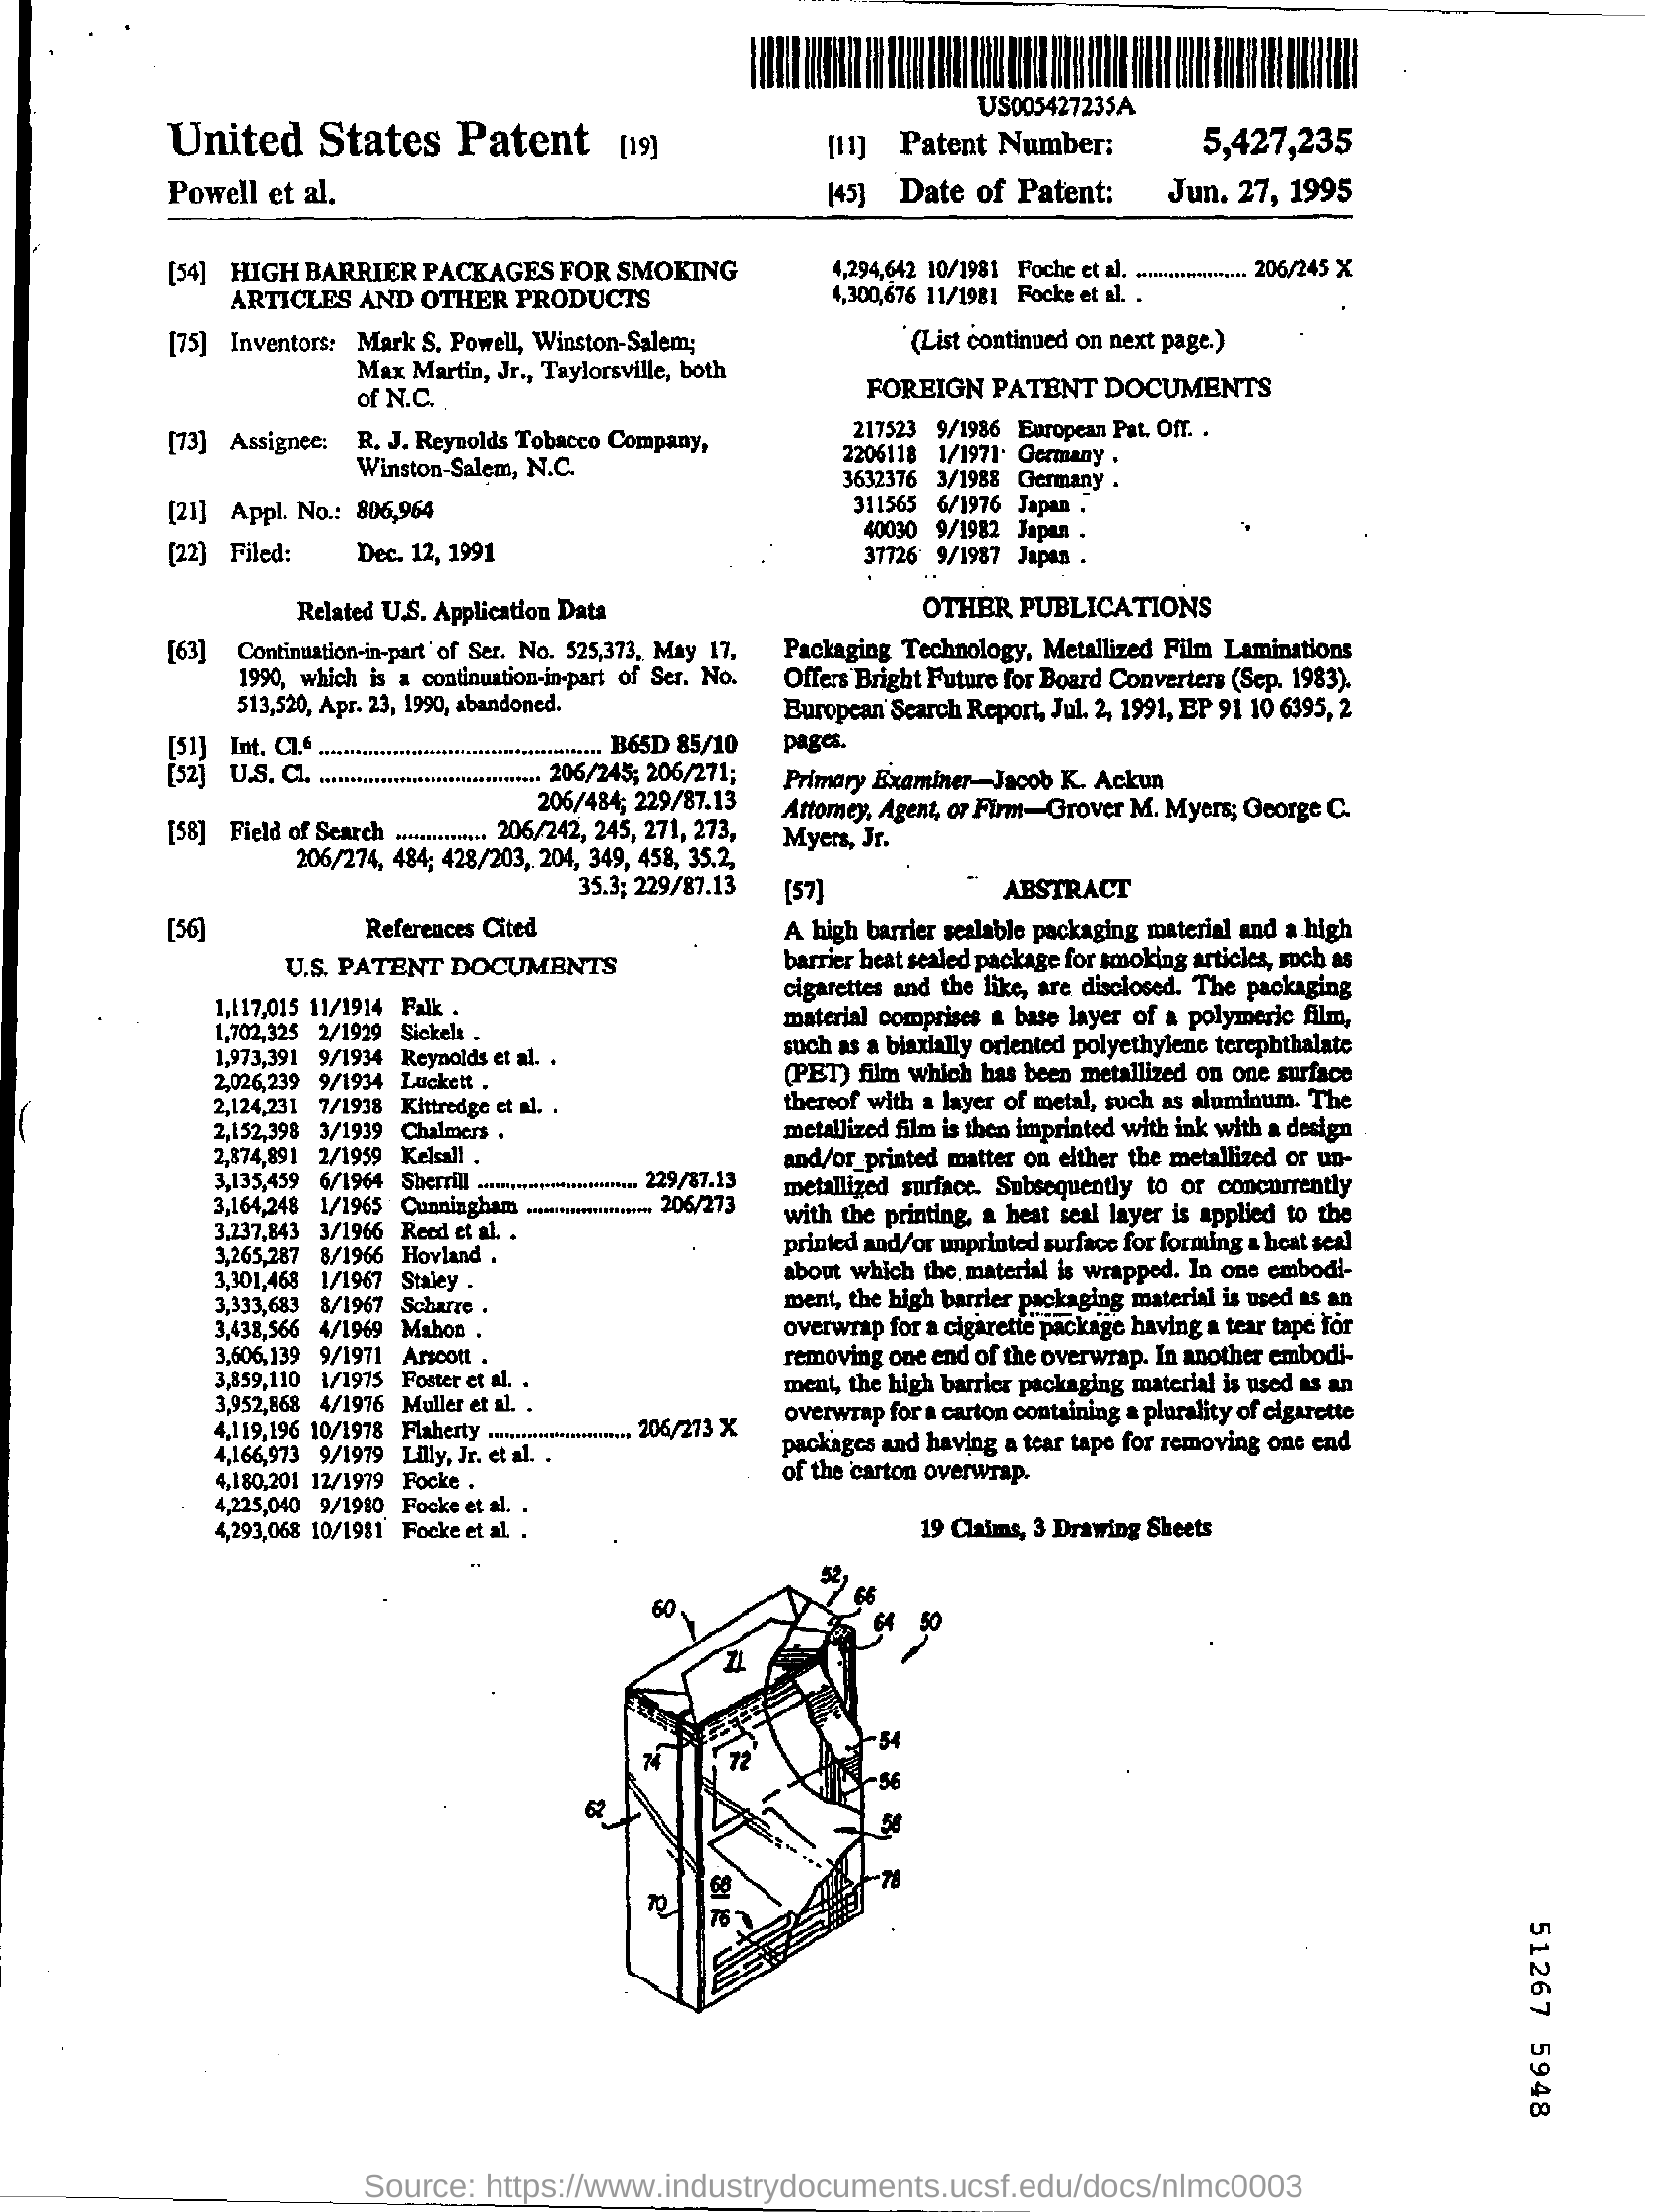 US005427235A
United States Patent [19]
Powell et al.
[11] Patent Number: 5,427,235
[45] Date of Patent: Jun. 27, 1995
[54] HIGH BARRIER PACKAGES FOR SMOKING
ARTICLES AND OTHER PRODUCTS
[75] Inventors: Mark S. Powell, Winston-Salem;
Max Martin, Jr., Taylorsville, both
of N.C.
[73] Assignee: R. J. Reynolds Tobacco Company,
Winston-Salem, N.C.
[21] Appl. No.: 806,964
[22] Filed: Dec. 12, 1991
Related U.S. Application Data
[63] Continuation-in-part of Ser. No. 525,373, May 17,
1990, which is a continuation-in-part of Ser. No.
513,520, Apr. 23, 1990, abandoned.
[51] Int. Cl.6 ........................................ B65D 85/10
[52] U.S. Cl. ................................ 206/245; 206/271;
206/484; 229/87.13
[58] Field of Search .............. 206/242, 245, 271, 273,
206/274, 484; 428/203, 204, 349, 458, 35.2,
35.3; 229/87.13
[56] References Cited
U.S. PATENT DOCUMENTS
1,117,015 11/1914 Falk .
1,702,325 2/1929 Sickels .
1,973,391 9/1934 Reynolds et al. .
2,026,239 9/1934 Luckett .
2,124,231 7/1938 Kittredge et al. .
2,152,398 3/1939 Chalmers .
2,874,891 2/1959 Kelsall .
3,135,459 6/1964 Sherrill .......................... 229/87.13
3,164,248 1/1965 Cunningham .................... 206/273
3,237,843 3/1966 Reed et al. .
3,265,287 8/1966 Hovland .
3,301,468 1/1967 Staley .
3,333,683 8/1967 Scharre .
3,438,566 4/1969 Mahon .
3,606,139 9/1971 Arscott .
3,859,110 1/1975 Foster et al. .
3,952,868 4/1976 Muller et al. .
4,119,196 10/1978 Flaherty ........................ 206/273 X
4,166,973 9/1979 Lilly, Jr. et al. .
4,180,201 12/1979 Focke .
4,225,040 9/1980 Focke et al. .
4,293,068 10/1981 Focke et al. .
4,294,642 10/1981 Foche et al. ................... 206/245 X
4,300,676 11/1981 Focke et al. .
(List continued on next page.)
FOREIGN PATENT DOCUMENTS
217523 9/1986 European Pat. Off. .
2206118 1/1971 Germany .
3632376 3/1988 Germany .
311565 6/1976 Japan .
40030 9/1982 Japan .
37726 9/1987 Japan .
OTHER PUBLICATIONS
Packaging Technology, Metallized Film Laminations
Offers Bright Future for Board Converters (Sep. 1983).
European Search Report, Jul. 2, 1991, EP 91 10 6395, 2
pages.
Primary Examiner—Jacob K. Ackun
Attorney, Agent, or Firm—Grover M. Myers; George C.
Myers, Jr.
[57] ABSTRACT
A high barrier sealable packaging material and a high
barrier heat sealed package for smoking articles, such as
cigarettes and the like, are disclosed. The packaging
material comprises a base layer of a polymeric film,
such as a biaxially oriented polyethylene terephthalate
(PET) film which has been metallized on one surface
thereof with a layer of metal, such as aluminum. The
metallized film is then imprinted with ink with a design
and/or printed matter on either the metallized or un-
metallized surface. Subsequently to or concurrently
with the printing, a heat seal layer is applied to the
printed and/or unprinted surface for forming a heat seal
about which the material is wrapped. In one embodi-
ment, the high barrier packaging material is used as an
overwrap for a cigarette package having a tear tape for
removing one end of the overwrap. In another embodi-
ment, the high barrier packaging material is used as an
overwrap for a carton containing a plurality of cigarette
packages and having a tear tape for removing one end
of the carton overwrap.
19 Claims, 3 Drawing Sheets
52
66
60
64
50
54
74
72
56
62
58
78
68
70
76
51267 5948
Source: https://www.industrydocuments.ucsf.edu/docs/nlmc0003